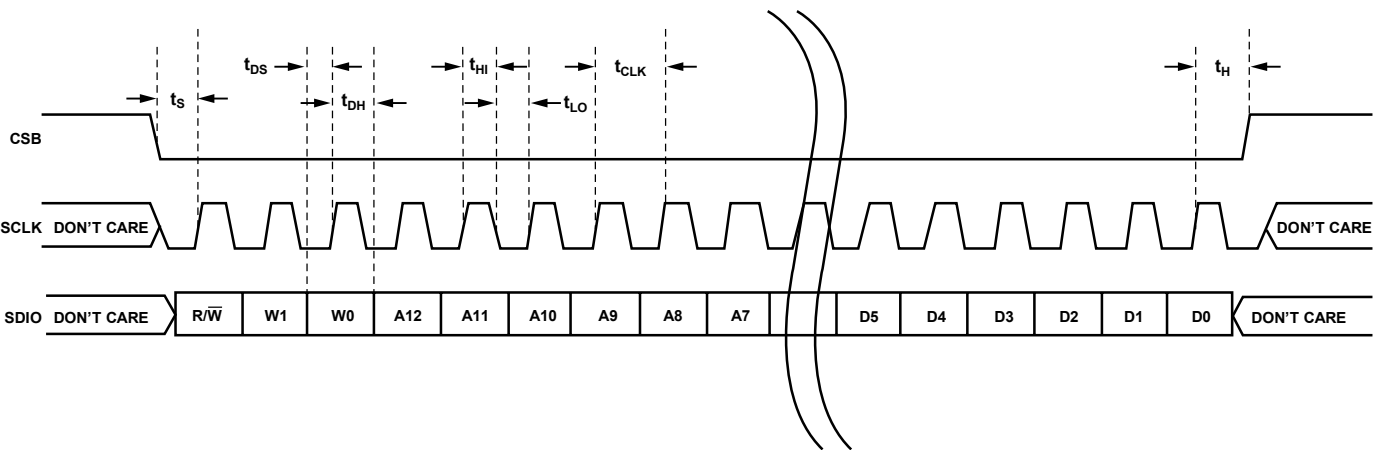 tDS
tHI
tCLK
tH
tS
tDH
tLO
CSB
SCLK DON'T CARE
DON'T CARE
SDIO DON'T CARE R/W̅ W1 W0 A12 A11 A10 A9 A8 A7 D5 D4 D3 D2 D1 D0 DON'T CARE